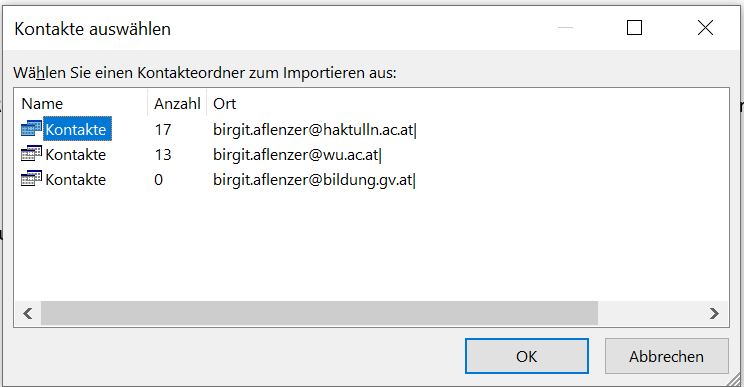 Kontakte auswählen
Wählen Sie einen Kontakteordner zum Importieren aus:
Name Anzahl Ort
Kontakte 17 birgit.aflenzer@haktulln.ac.at|
Kontakte 13 birgit.aflenzer@wu.ac.at|
Kontakte 0 birgit.aflenzer@bildung.gv.at|
OK Abbrechen